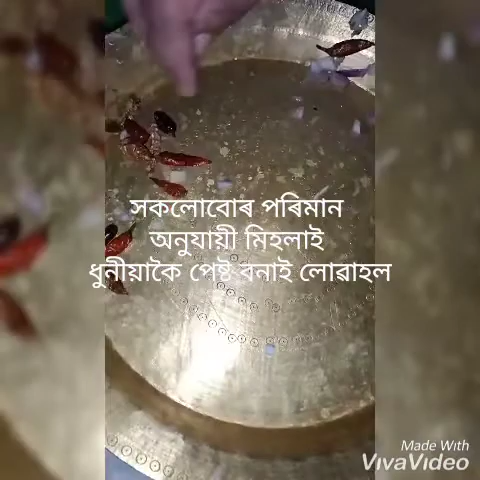 সকলোবোৰ পৰিমান
অনুযায়ী মিহলাই
ধুনীয়াকৈ পেষ্ট বনাই লোৱাহল
Made With
VivaVideo